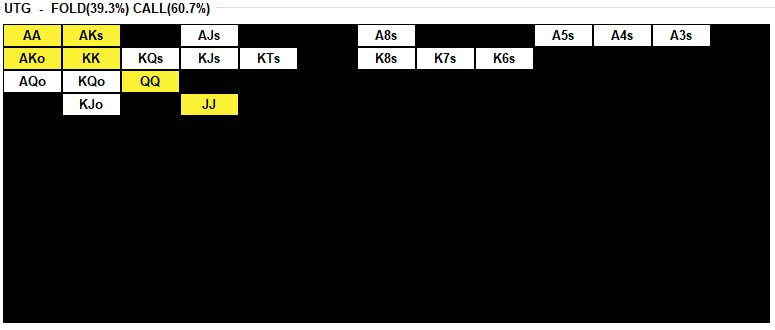 UTG - FOLD(39.3%) CALL(60.7%)
AA AKs AJs A8s A5s A4s A3s
AKo KK KQs KJs KTs K8s K7s K6s
AQo KQo QQ
KJo JJ